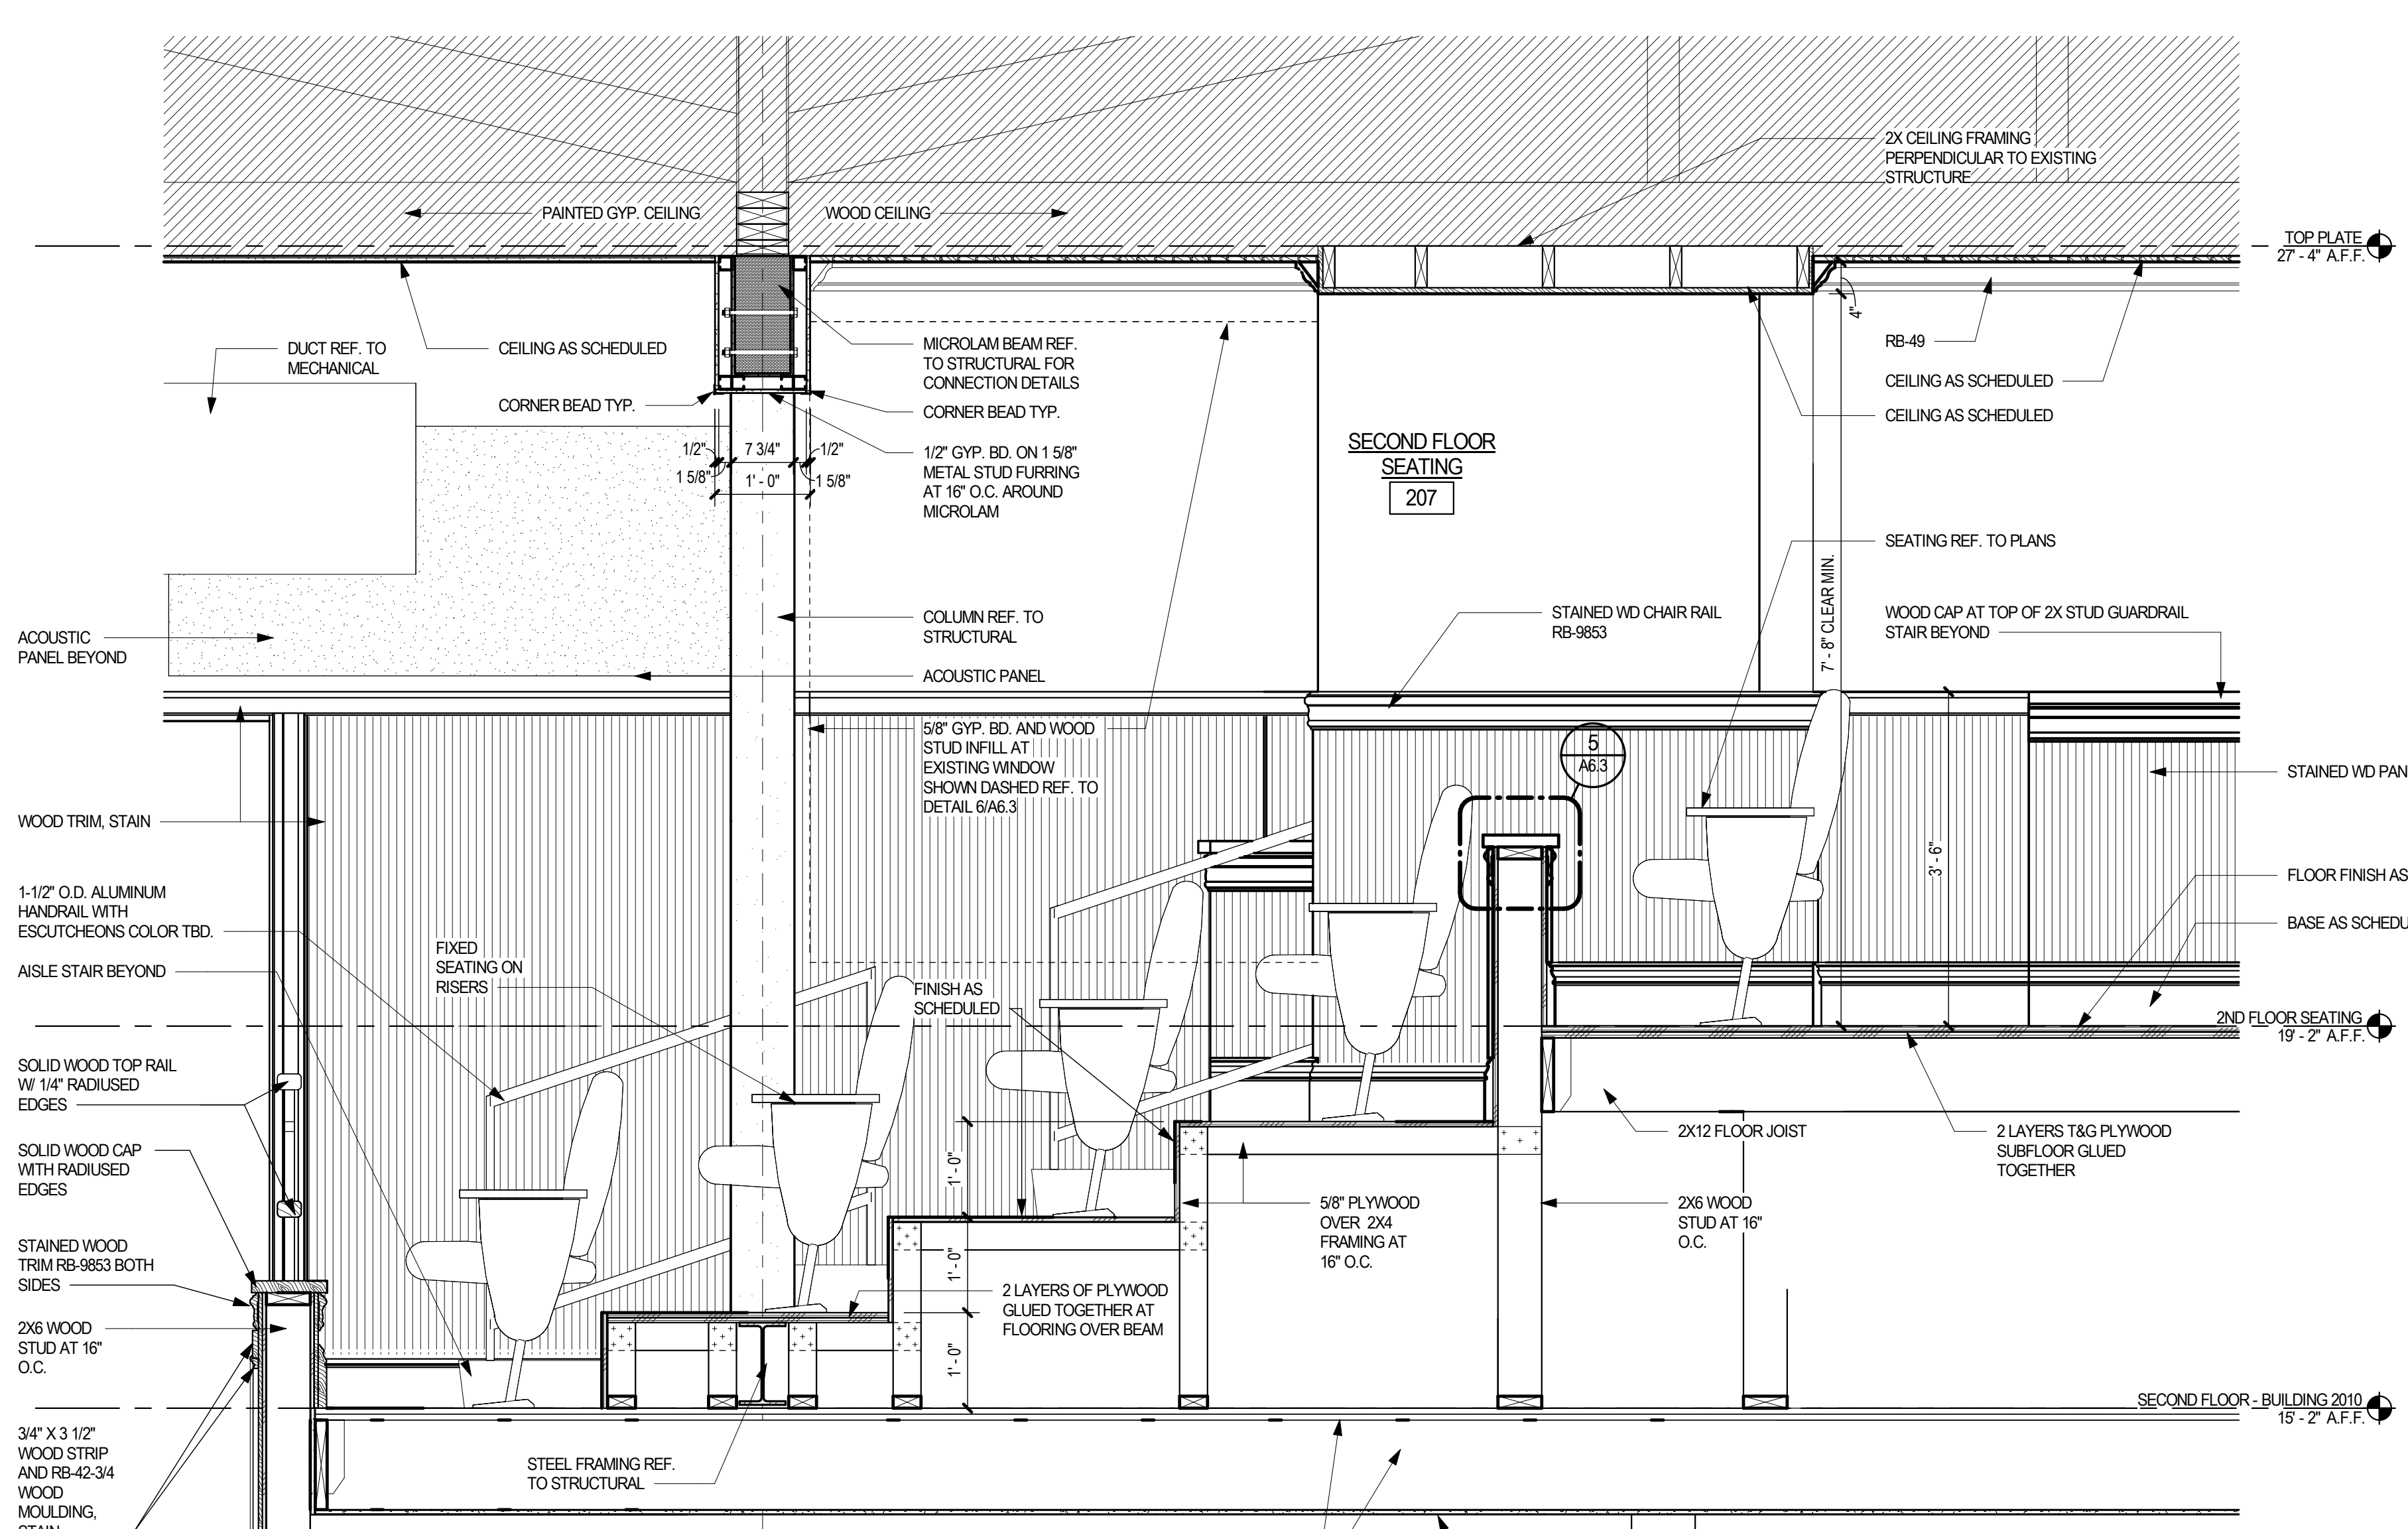 2X CEILING FRAMING
PERPENDICULAR TO EXISTING
STRUCTURE
PAINTED GYP. CEILING
WOOD CEILING
TOP PLATE
27' - 4" A.F.F.
DUCT REF. TO
MECHANICAL
CEILING AS SCHEDULED
CORNER BEAD TYP.
MICROLAM BEAM REF.
TO STRUCTURAL FOR
CONNECTION DETAILS
CORNER BEAD TYP.
1/2" GYP. BD. ON 1 5/8"
METAL STUD FURRING
AT 16" O.C. AROUND
MICROLAM
4"
RB-49
CEILING AS SCHEDULED
CEILING AS SCHEDULED
1/2"
7 3/4"
1/2"
1 5/8"
1' - 0"
1 5/8"
SECOND FLOOR
SEATING
207
SEATING REF. TO PLANS
7' - 8" CLEAR MIN.
ACOUSTIC
PANEL BEYOND
COLUMN REF. TO
STRUCTURAL
ACOUSTIC PANEL
STAINED WD CHAIR RAIL
RB-9853
WOOD CAP AT TOP OF 2X STUD GUARDRAIL
STAIR BEYOND
5/8" GYP. BD. AND WOOD
STUD INFILL AT
EXISTING WINDOW
SHOWN DASHED REF. TO
DETAIL 6/A6.3
5
A6.3
STAINED WD PAN
WOOD TRIM, STAIN
3' - 6"
FLOOR FINISH AS
BASE AS SCHEDU
1-1/2" O.D. ALUMINUM
HANDRAIL WITH
ESCUTCHEONS COLOR TBD.
AISLE STAIR BEYOND
FIXED
SEATING ON
RISERS
FINISH AS
SCHEDULED
2ND FLOOR SEATING
19' - 2" A.F.F.
SOLID WOOD TOP RAIL
W/ 1/4" RADIUSED
EDGES
SOLID WOOD CAP
WITH RADIUSED
EDGES
STAINED WOOD
TRIM RB-9853 BOTH
SIDES
2X6 WOOD
STUD AT 16"
O.C.
1' - 0"
1' - 0"
1' - 0"
2X12 FLOOR JOIST
2 LAYERS T&G PLYWOOD
SUBFLOOR GLUED
TOGETHER
5/8" PLYWOOD
OVER 2X4
FRAMING AT
16" O.C.
2X6 WOOD
STUD AT 16"
O.C.
2 LAYERS OF PLYWOOD
GLUED TOGETHER AT
FLOORING OVER BEAM
SECOND FLOOR - BUILDING 2010
15' - 2" A.F.F.
3/4" X 3 1/2"
WOOD STRIP
AND RB-42-3/4
WOOD
MOULDING,
STAIN
STEEL FRAMING REF.
TO STRUCTURAL